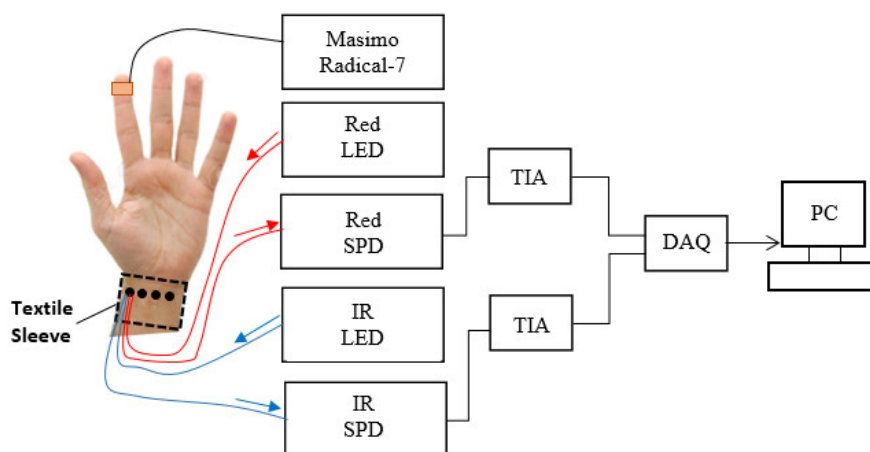 Masimo
Radical-7
Red
LED
Red
SPD
TIA
DAQ
PC
Textile
Sleeve
IR
LED
TIA
IR
SPD